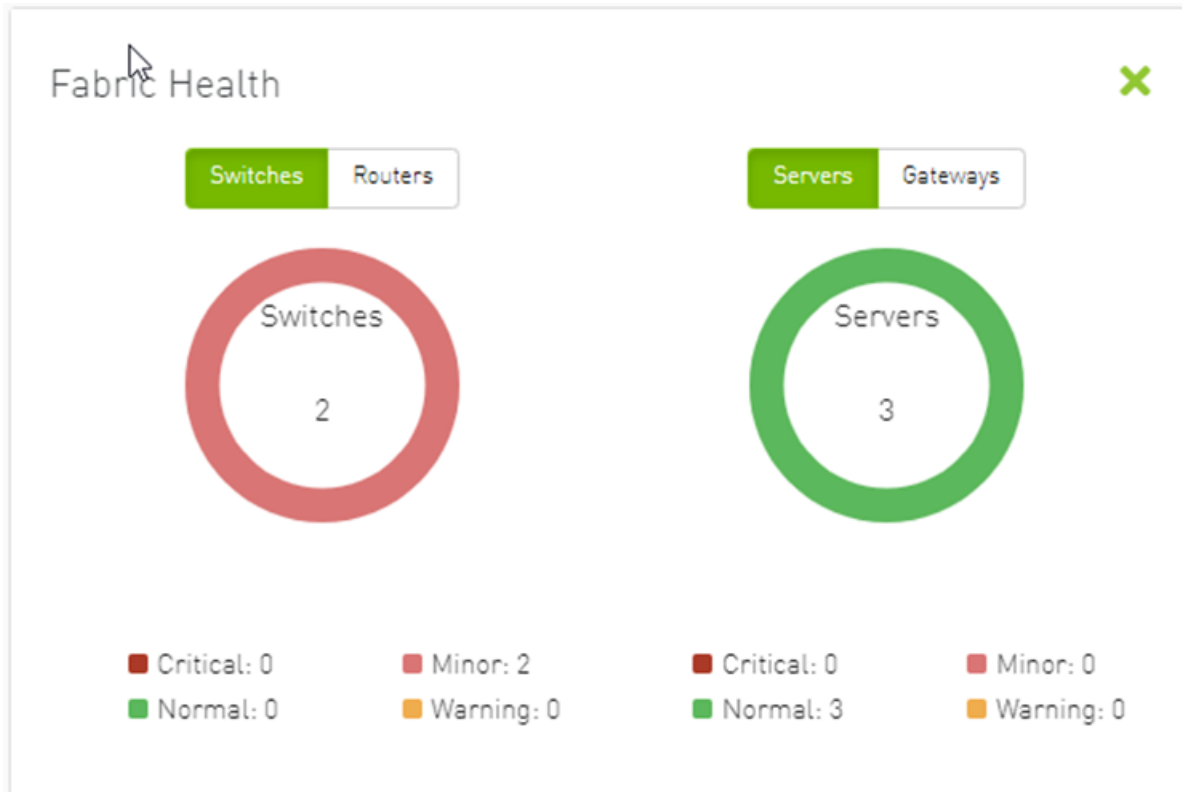 Fabric Health
Switches Routers
Servers Gateways
Switches
2
Servers
3
Critical: 0 Minor: 2
Normal: 0 Warning: 0
Critical: 0 Minor: 0
Normal: 3 Warning: 0